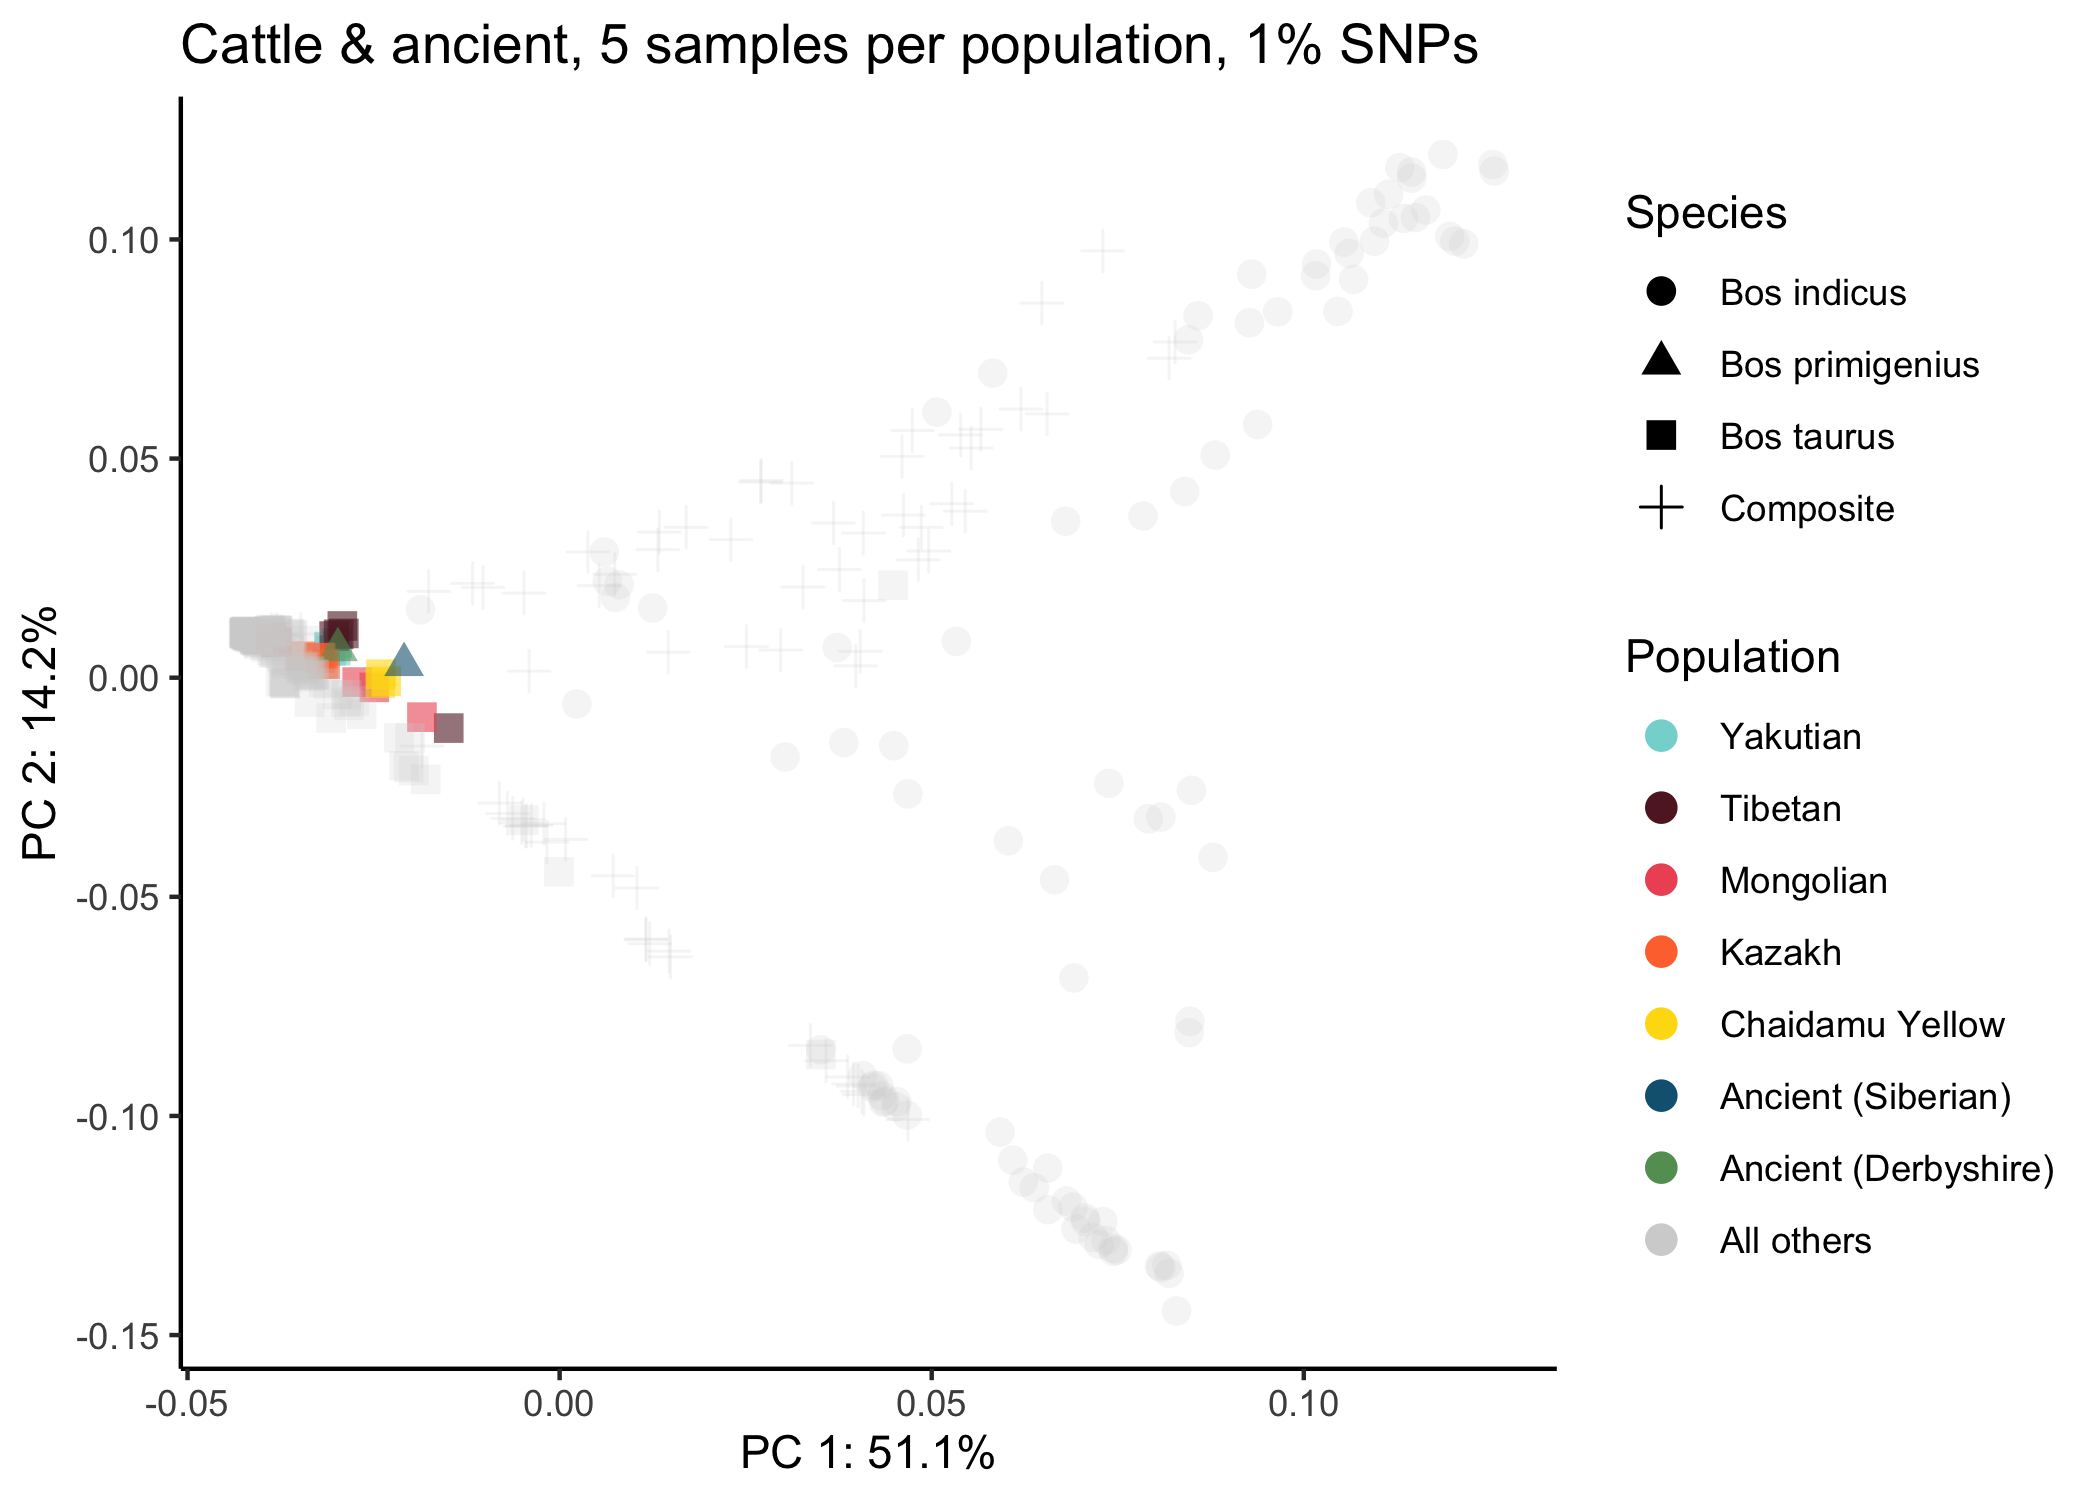 Cattle & ancient, 5 samples per population, 1% SNPs
PC 2: 14.2%
0.10
0.05
0.00
-0.05
-0.10
-0.15
-0.05
0.00
0.05
0.10
PC 1: 51.1%
Species
Bos indicus
Bos primigenius
Bos taurus
Composite
Population
Yakutian
Tibetan
Mongolian
Kazakh
Chaidamu Yellow
Ancient (Siberian)
Ancient (Derbyshire)
All others